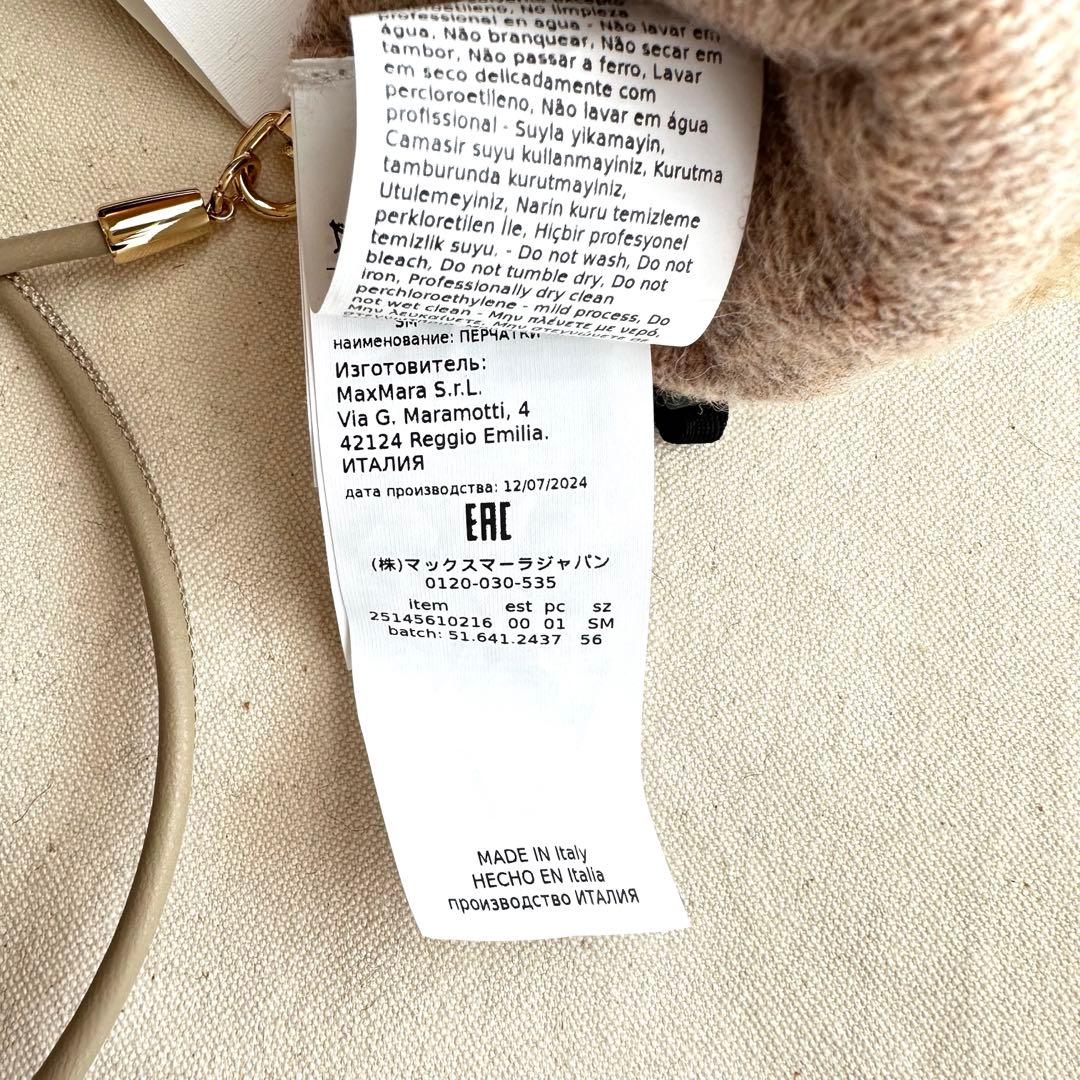 professional en agua - Não lavar em
água, Não branquear, Não secar em
tambor, Não passar a ferro, Lavar
em seco delicadamente com
percloroetileno, Não lavar em água
profissional - Suyla yikamayin,
Camasir suyu kullanmayiniz, Kurutma
tamburunda kurutmayiniz,
Utulemeyiniz, Narin kuru temizleme
perkloretilen İle, Hiçbir profesyonel
temizlik suyu. - Do not wash, Do not
bleach, Do not tumble dry, Do not
iron, Professionally dry clean
perchloroethylene - mild process, Do
not wet clean - Μην πλένετε με νερό,
SM
наименование: ПЕРЧАТКИ
Изготовитель:
MaxMara S.r.L.
Via G. Maramotti, 4
42124 Reggio Emilia.
ИТАЛИЯ
дата производства: 12/07/2024
EAC
(株)マックスマーラジャパン
0120-030-535
item est pc sz
25145610216 00 01 SM
batch: 51.641.2437 56
MADE IN Italy
HECHO EN Italia
производство ИТАЛИЯ